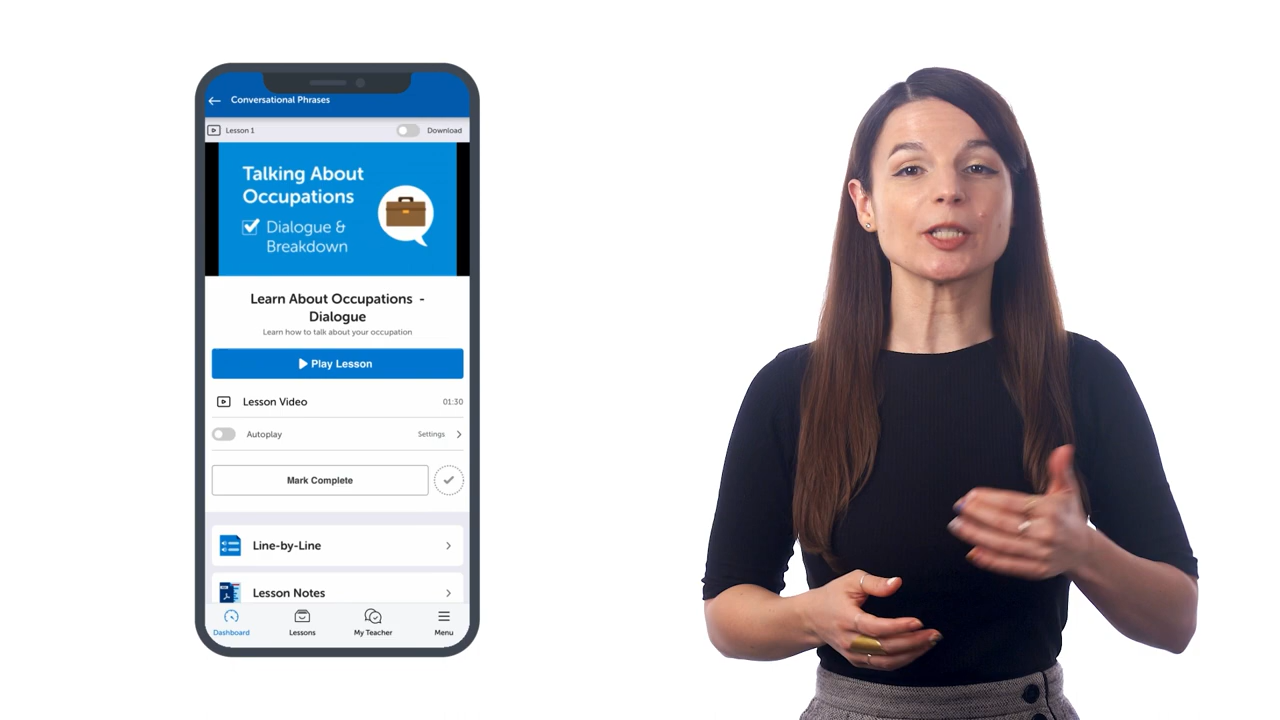 Conversational Phrases
Lesson 1
Download
Talking About
Occupations
Dialogue &
Breakdown
Learn About Occupations -
Dialogue
Learn how to talk about your occupation
Play Lesson
Lesson Video
01:30
Autoplay
Settings
Mark Complete
Line-by-Line
Lesson Notes
Dashboard
Lessons
My Teacher
Menu